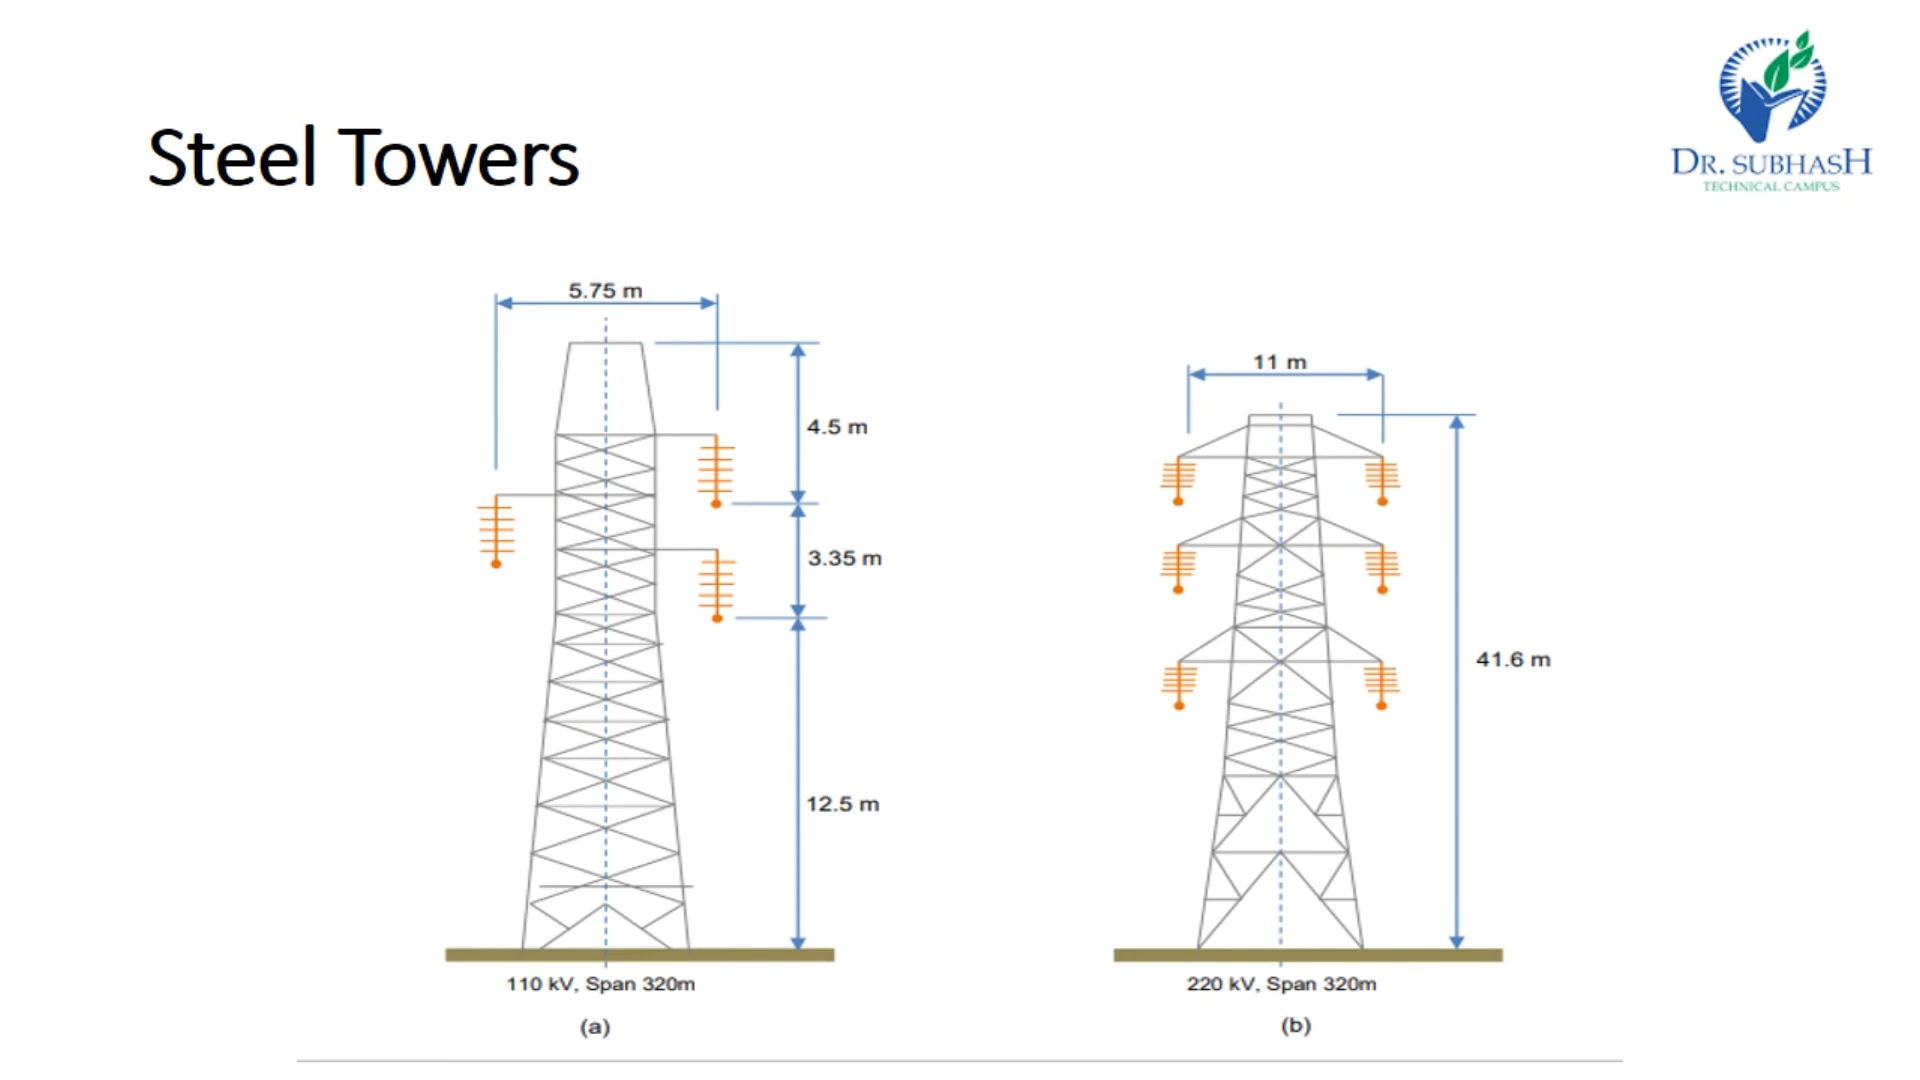 DR. SUBHASH
TECHNICAL CAMPUS
Steel Towers
5.75 m
4.5 m
3.35 m
12.5 m
110 kV, Span 320m
(a)
11 m
41.6 m
220 kV, Span 320m
(b)